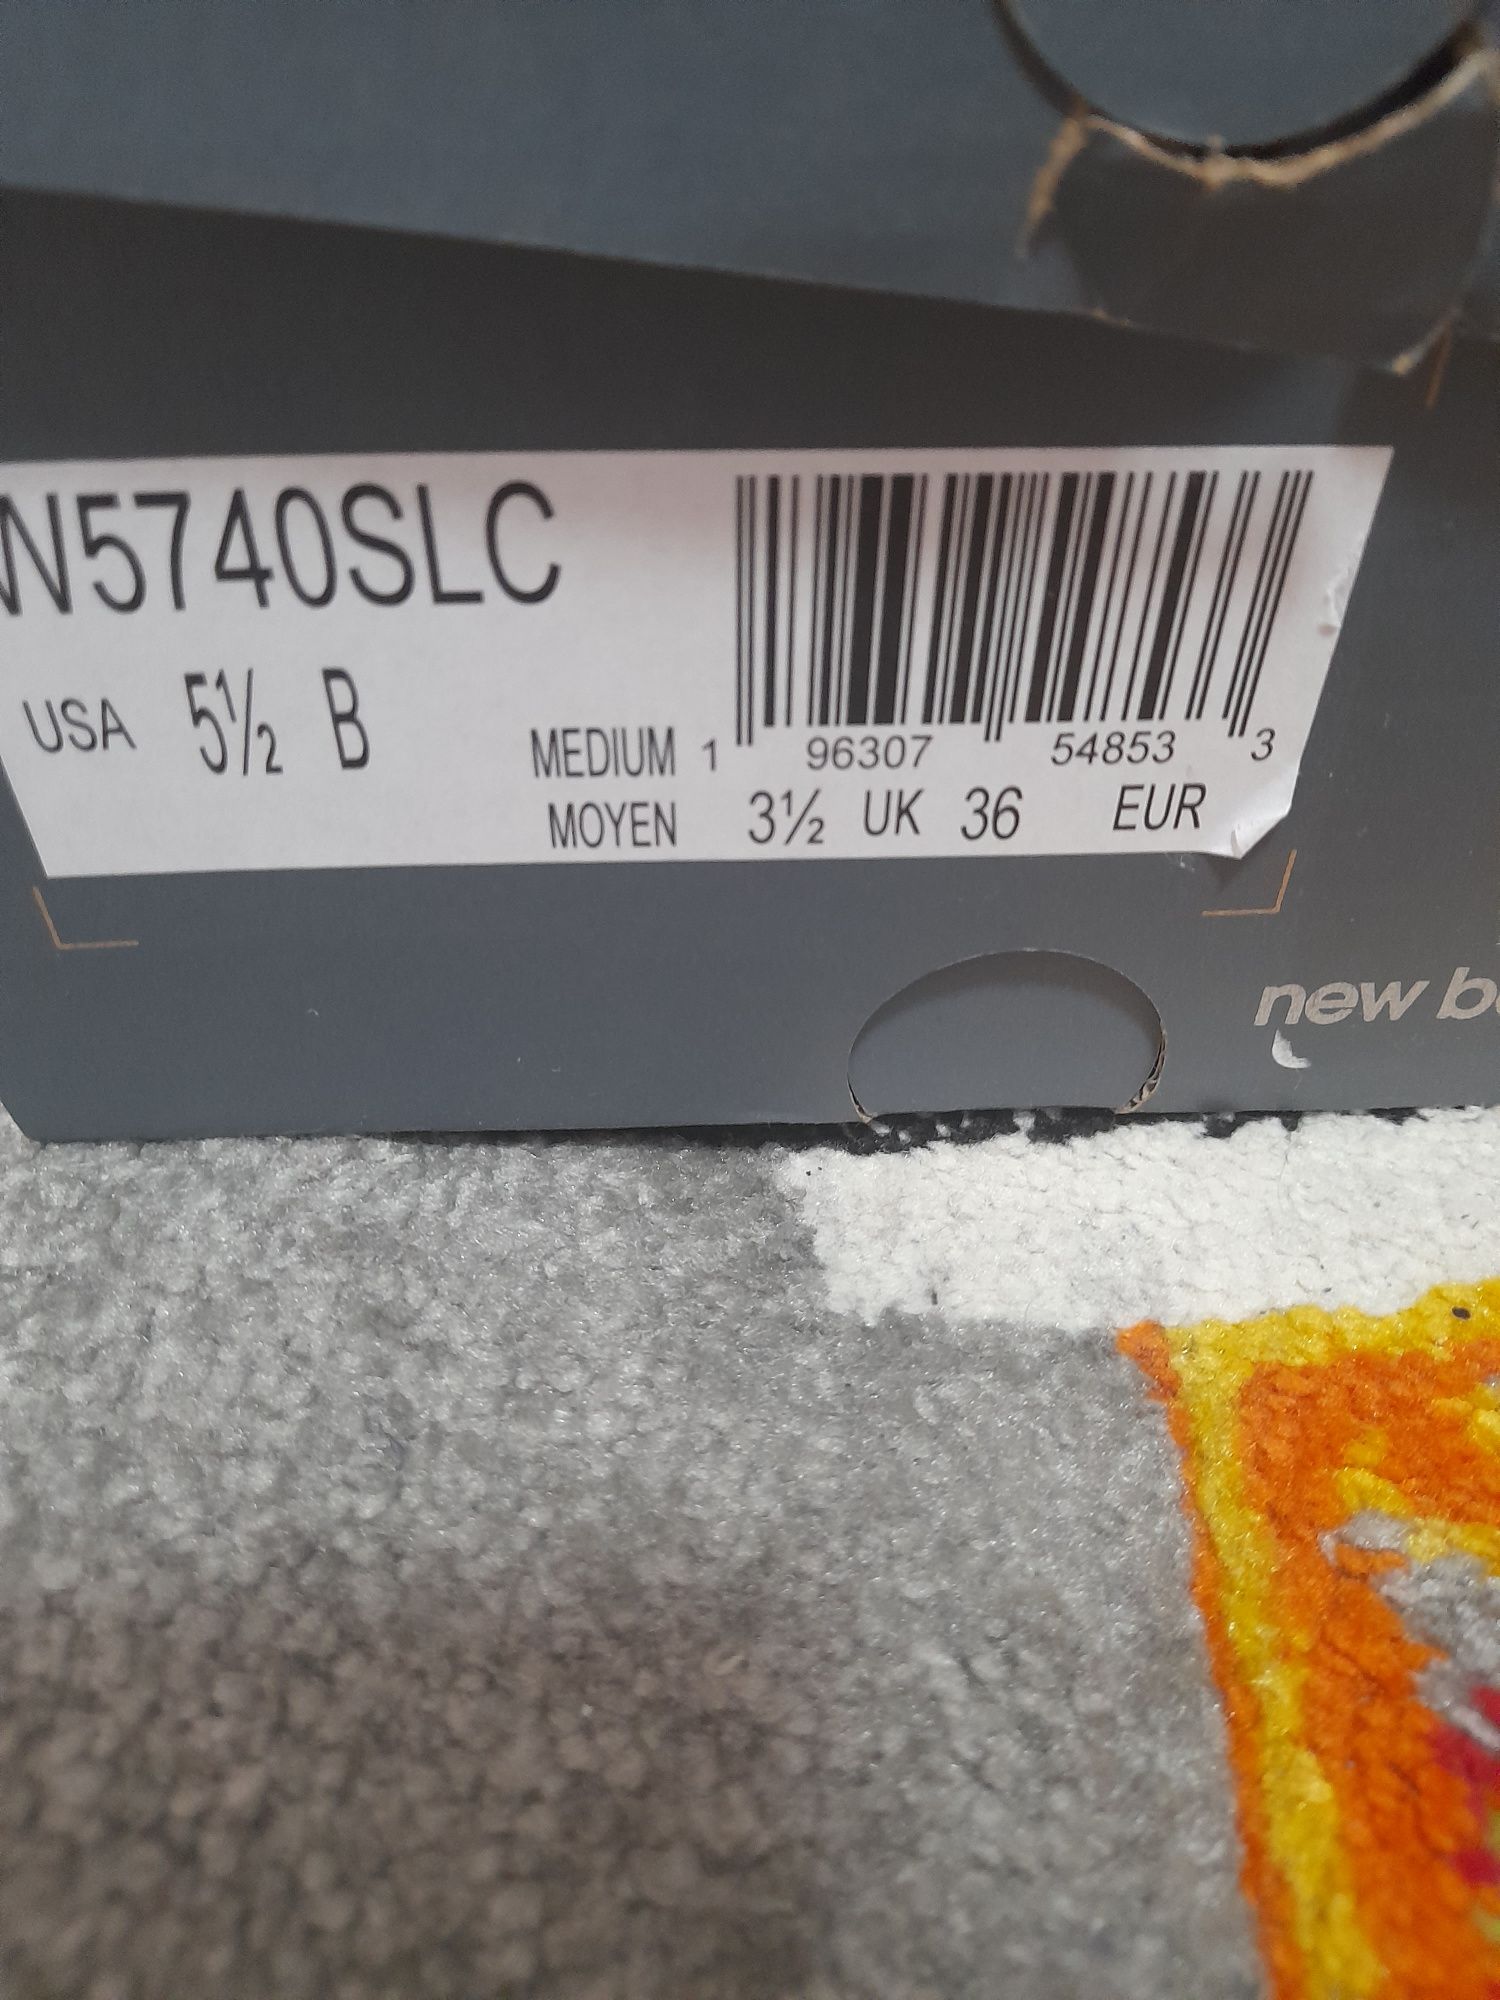 W5740SLC
USA 5½ B
MEDIUM 1 96307 54853 3
MOYEN 3½ UK 36 EUR
new b